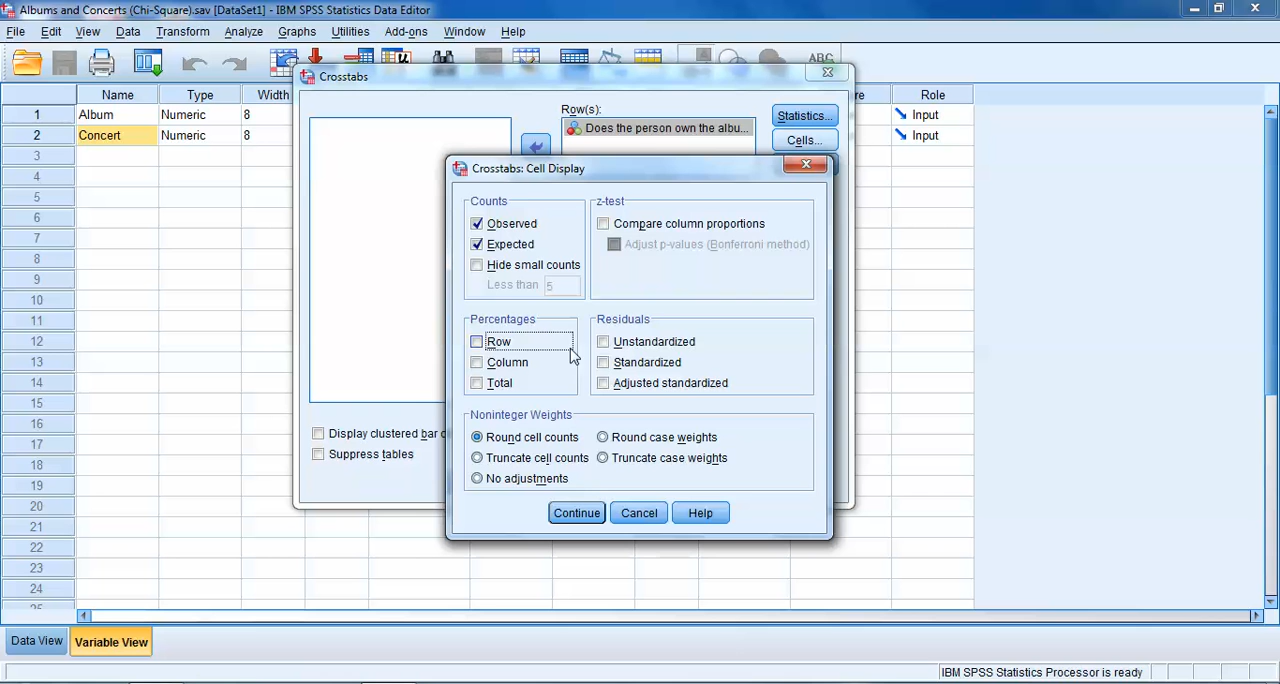 Albums and Concerts (Chi-Square).sav [DataSet1] - IBM SPSS Statistics Data Editor
File Edit View Data Transform Analyze Graphs Utilities Add-ons Window Help
Name Type Width Role
1 Album Numeric 8 Input
2 Concert Numeric 8 Input
3
4
5
6
7
8
9
10
11
12
13
14
15
16
17
18
19
20
21
22
23
24
Crosstabs
Row(s):
Does the person own the albu...
Statistics...
Cells...
Display clustered bar
Suppress tables
Crosstabs: Cell Display
Counts
Observed
Expected
Hide small counts
Less than 5
z-test
Compare column proportions
Adjust p-values (Bonferroni method)
Percentages
Row
Column
Total
Residuals
Unstandardized
Standardized
Adjusted standardized
Noninteger Weights
Round cell counts Round case weights
Truncate cell counts Truncate case weights
No adjustments
Continue Cancel Help
Data View Variable View
IBM SPSS Statistics Processor is ready